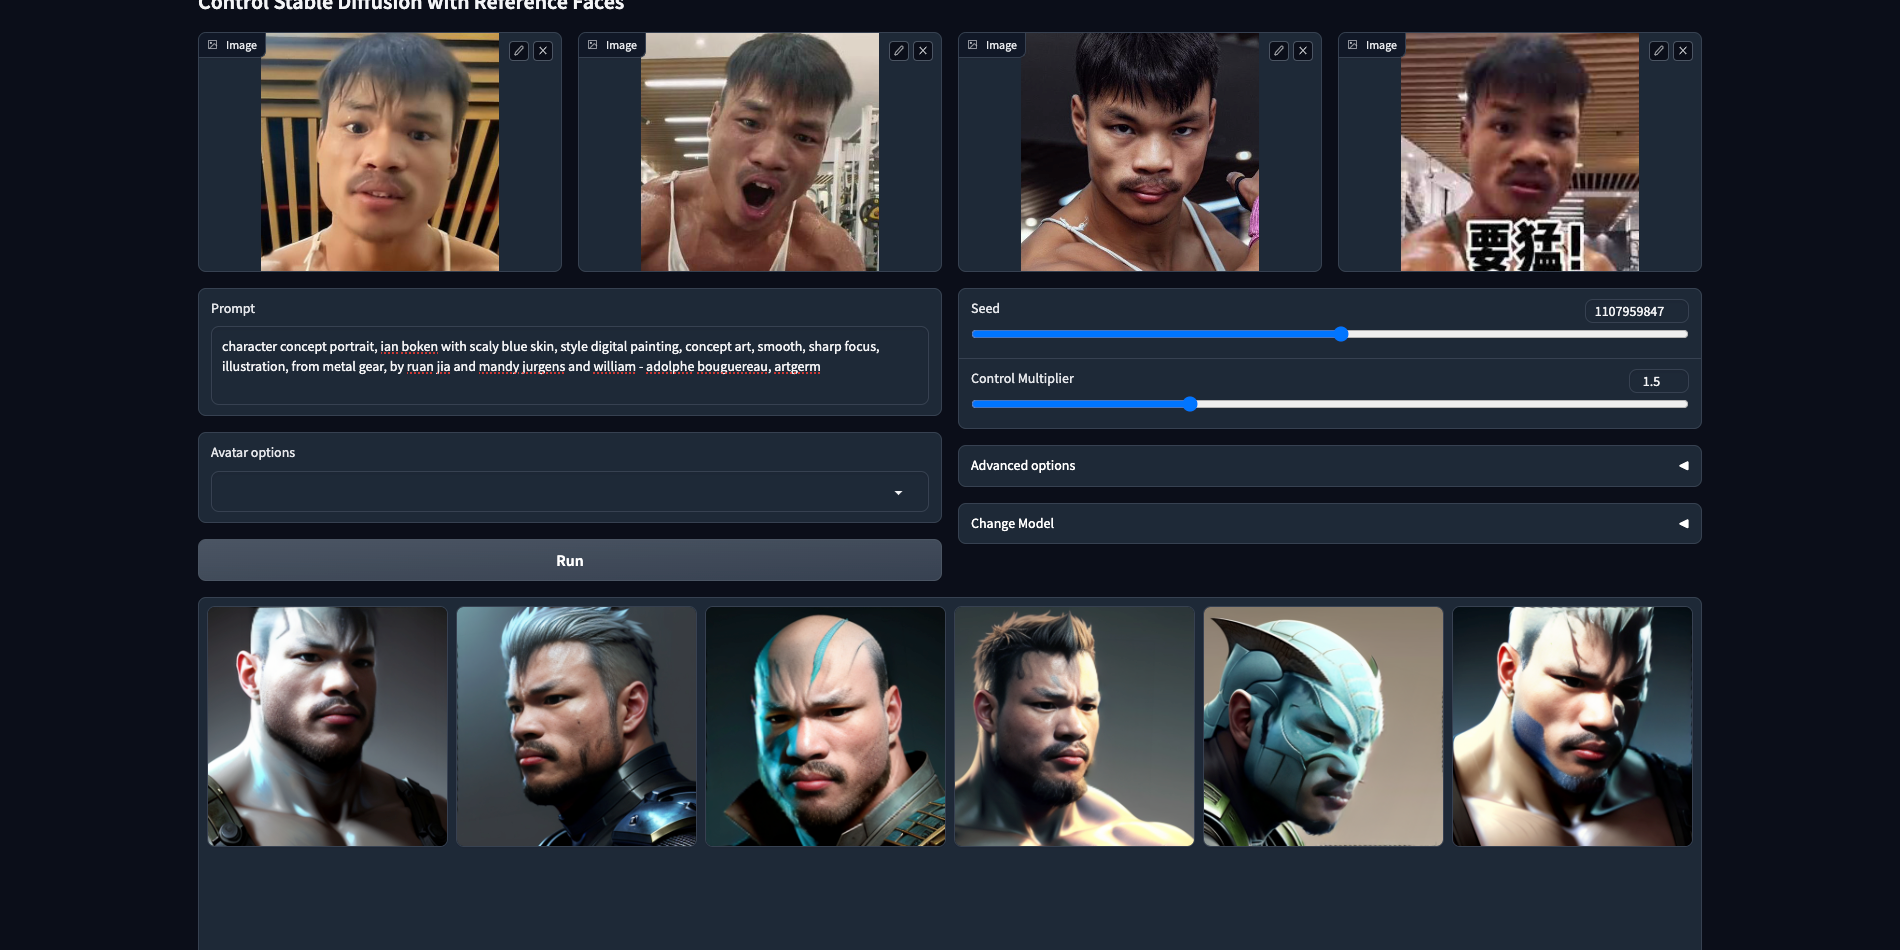 Control Stable Diffusion with Reference Faces
Image
Image
Image
Image
要猛!
Prompt
character concept portrait, ian boken with scaly blue skin, style digital painting, concept art, smooth, sharp focus,
illustration, from metal gear, by ruan jia and mandy jurgens and william - adolphe bouguereau, artgerm
Seed
1107959847
Control Multiplier
1.5
Avatar options
Advanced options
Change Model
Run